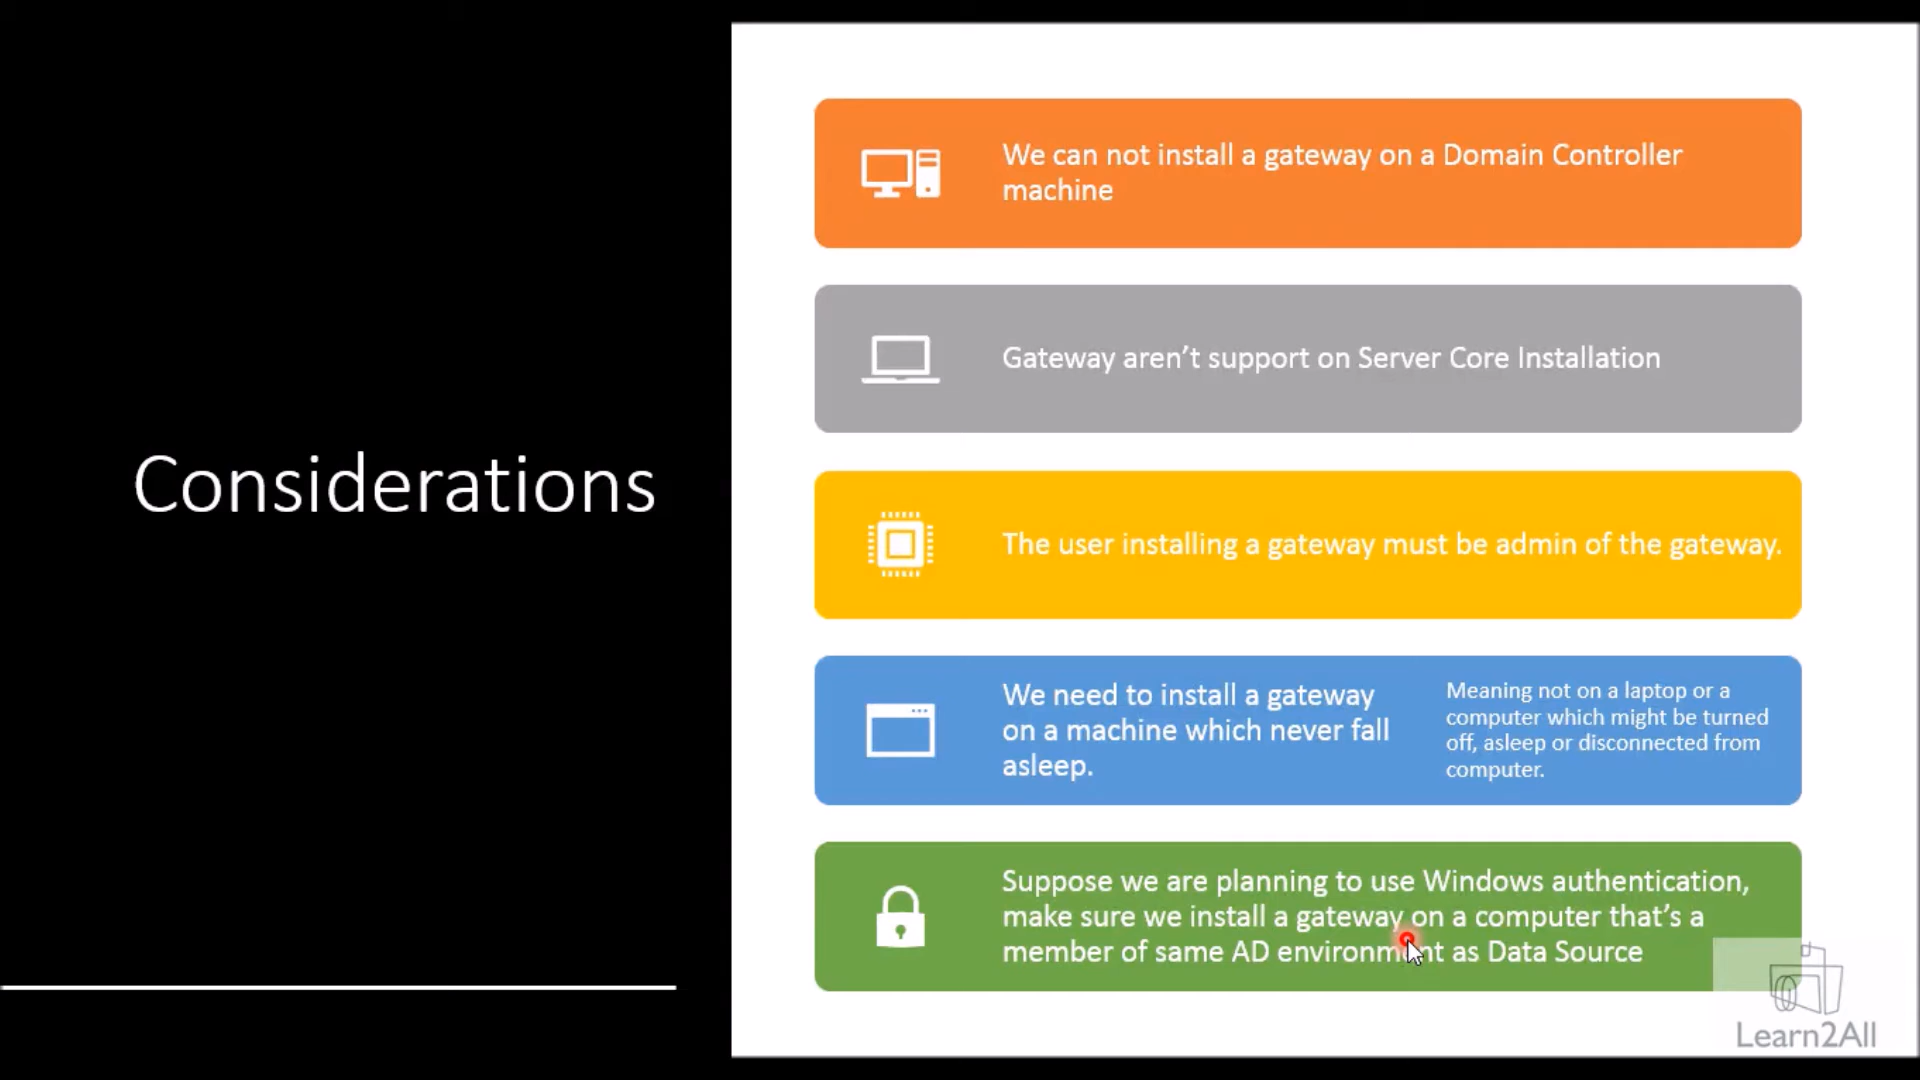 Considerations
We can not install a gateway on a Domain Controller
machine
Gateway aren't support on Server Core Installation
The user installing a gateway must be admin of the gateway.
We need to install a gateway
on a machine which never fall
asleep.
Meaning not on a laptop or a
computer which might be turned
off, asleep or disconnected from
computer.
Suppose we are planning to use Windows authentication,
make sure we install a gateway on a computer that's a
member of same AD environment as Data Source
Learn2All